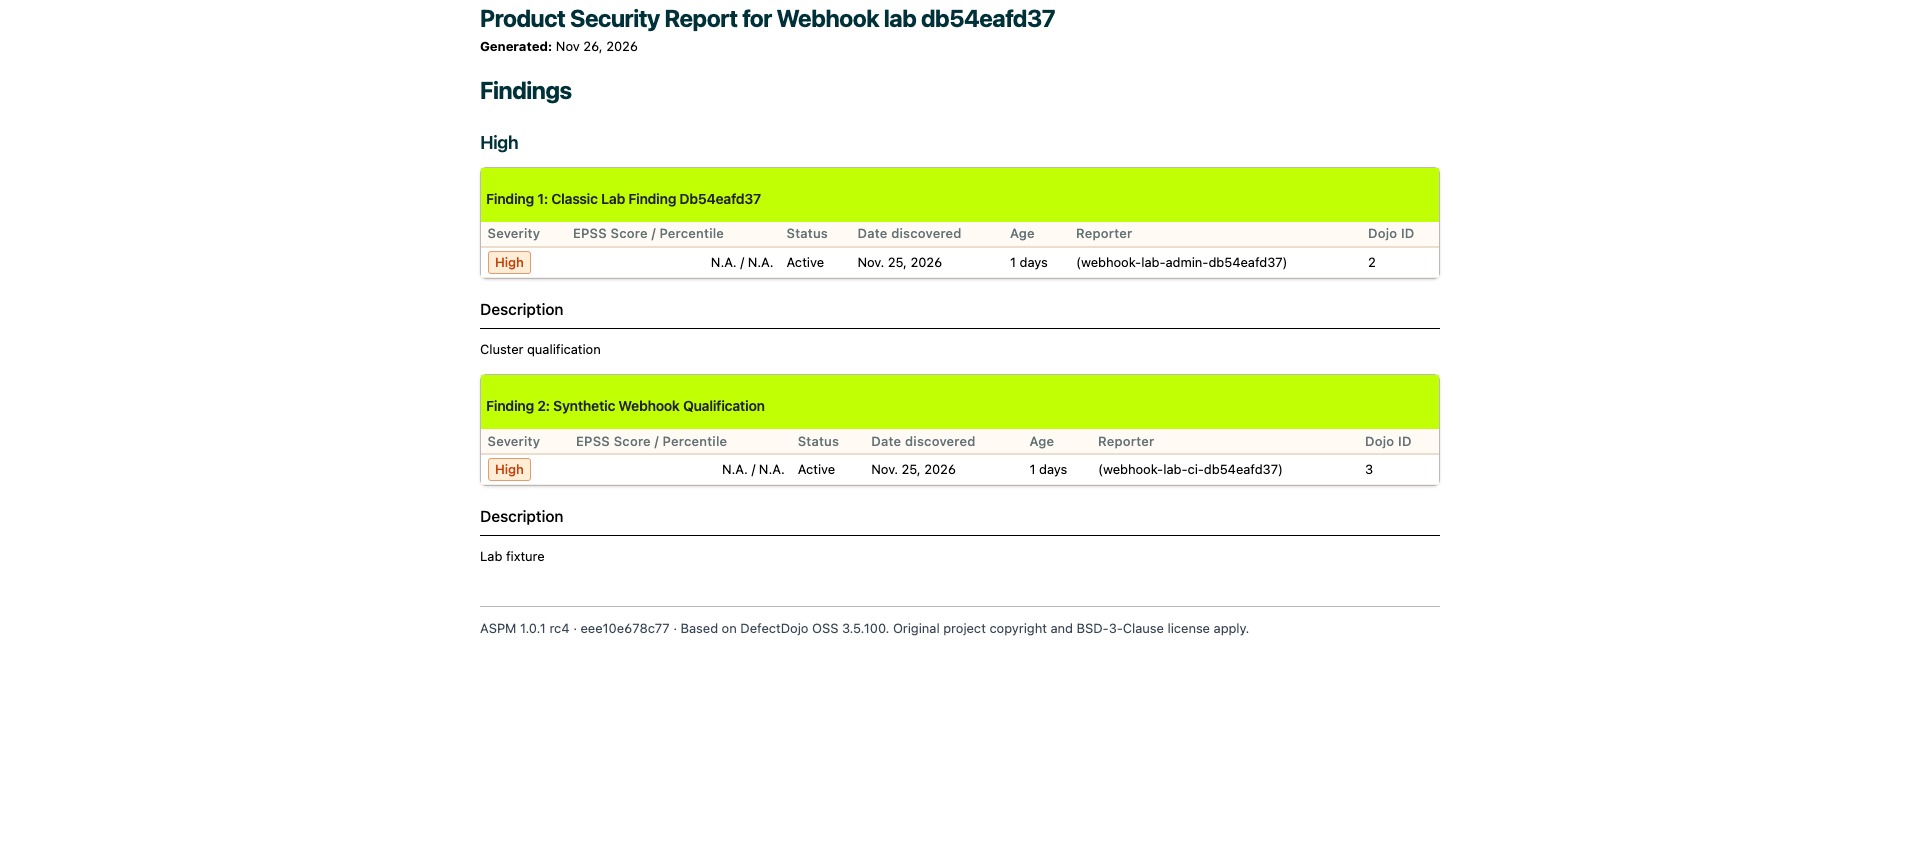 Product Security Report for Webhook lab db54eafd37
Generated: Nov 26, 2026
Findings
High
Finding 1: Classic Lab Finding Db54eafd37
Severity EPSS Score / Percentile Status Date discovered Age Reporter Dojo ID
High N.A. / N.A. Active Nov. 25, 2026 1 days (webhook-lab-admin-db54eafd37) 2
Description
Cluster qualification
Finding 2: Synthetic Webhook Qualification
Severity EPSS Score / Percentile Status Date discovered Age Reporter Dojo ID
High N.A. / N.A. Active Nov. 25, 2026 1 days (webhook-lab-ci-db54eafd37) 3
Description
Lab fixture
ASPM 1.0.1 rc4 · eee10e678c77 · Based on DefectDojo OSS 3.5.100. Original project copyright and BSD-3-Clause license apply.